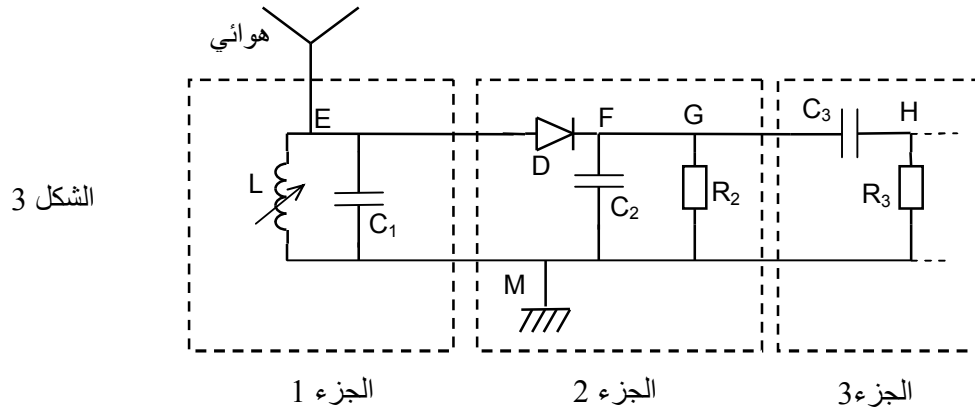 هوائي
E
F
G
C₃
H
D
L
C₁
C₂
R₂
R₃
الشكل 3
M
الجزء 1
الجزء 2
الجزء3